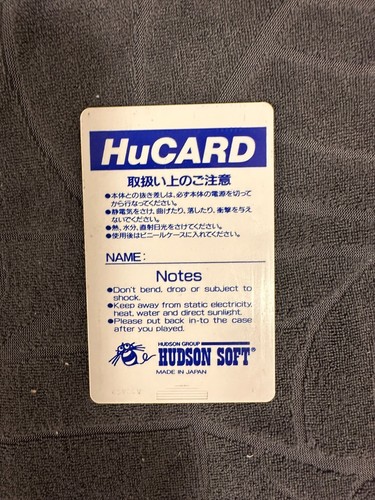 HuCARD
取扱い上のご注意
●本体との抜き差しは、必ず本体の電源を切って
から行なってください。
●静電気をさけ、曲げたり、落したり、衝撃を与え
ないでください。
●熱、水分、直射日光をさけてください。
●使用後はビニールケースに入れてください。
NAME:
Notes
●Don't bend, drop or subject to
shock.
●Keep away from static electricity,
heat, water and direct sunlight.
●Please put back in-to the case
after you played.
HUDSON GROUP
HUDSON SOFT®
MADE IN JAPAN